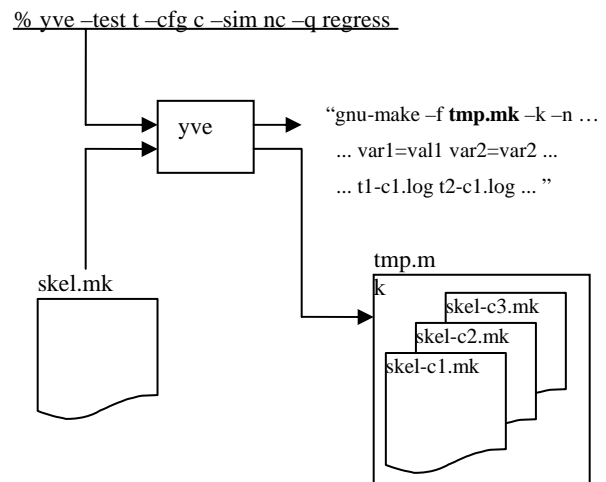 % yve –test t –cfg c –sim nc –q regress
yve
“gnu-make –f tmp.mk –k –n …
... var1=val1 var2=var2 ...
... t1-c1.log t2-c1.log ... ”
skel.mk
tmp.m
k
skel-c3.mk
skel-c2.mk
skel-c1.mk